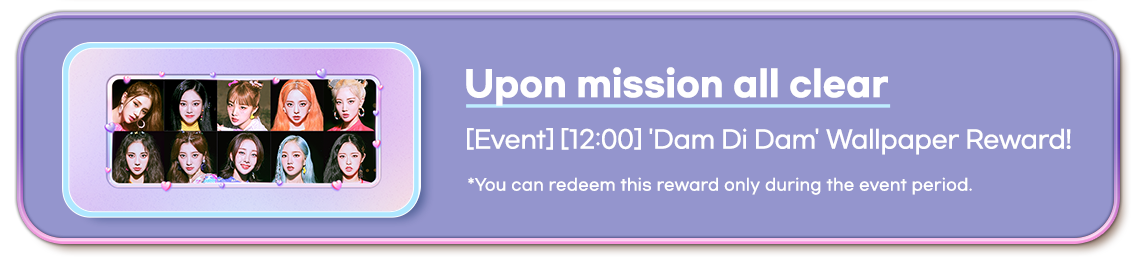 Upon mission all clear
[Event] [12:00] 'Dam Di Dam' Wallpaper Reward!
*You can redeem this reward only during the event period.